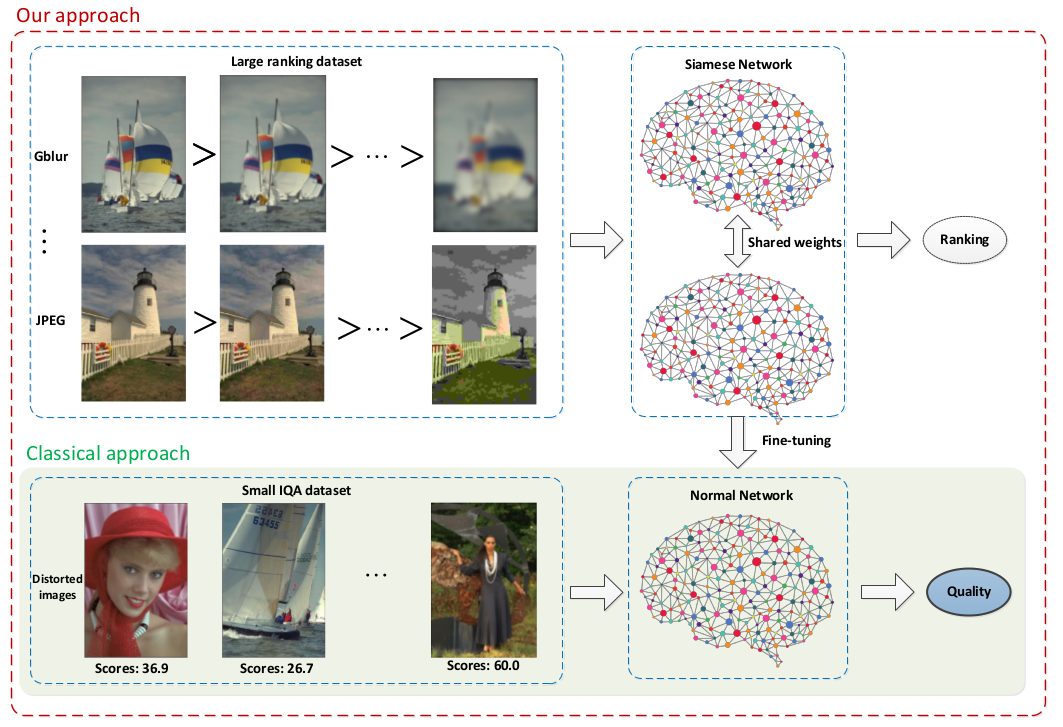 Our approach
Large ranking dataset
Siamese Network
Gblur
>
> ... >
Shared weights
Ranking
JPEG
>
> ... >
Fine-tuning
Classical approach
Small IQA dataset
Normal Network
63455
Distorted
images
...
Quality
Scores: 36.9
Scores: 26.7
Scores: 60.0